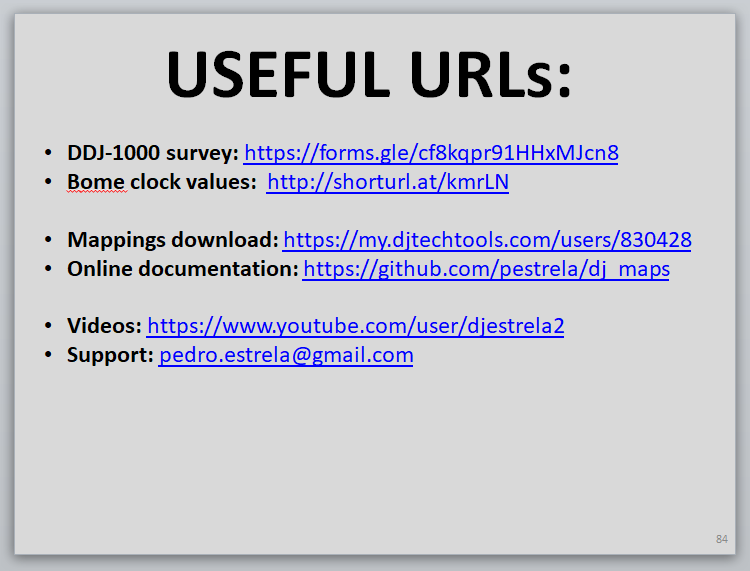 USEFUL URLs:
• DDJ-1000 survey: https://forms.gle/cf8kqpr91HHxMJcn8
• Bome clock values: http://shorturl.at/kmrLN
• Mappings download: https://my.djtechtools.com/users/830428
• Online documentation: https://github.com/pestrela/dj_maps
• Videos: https://www.youtube.com/user/djestrela2
• Support: pedro.estrela@gmail.com
84